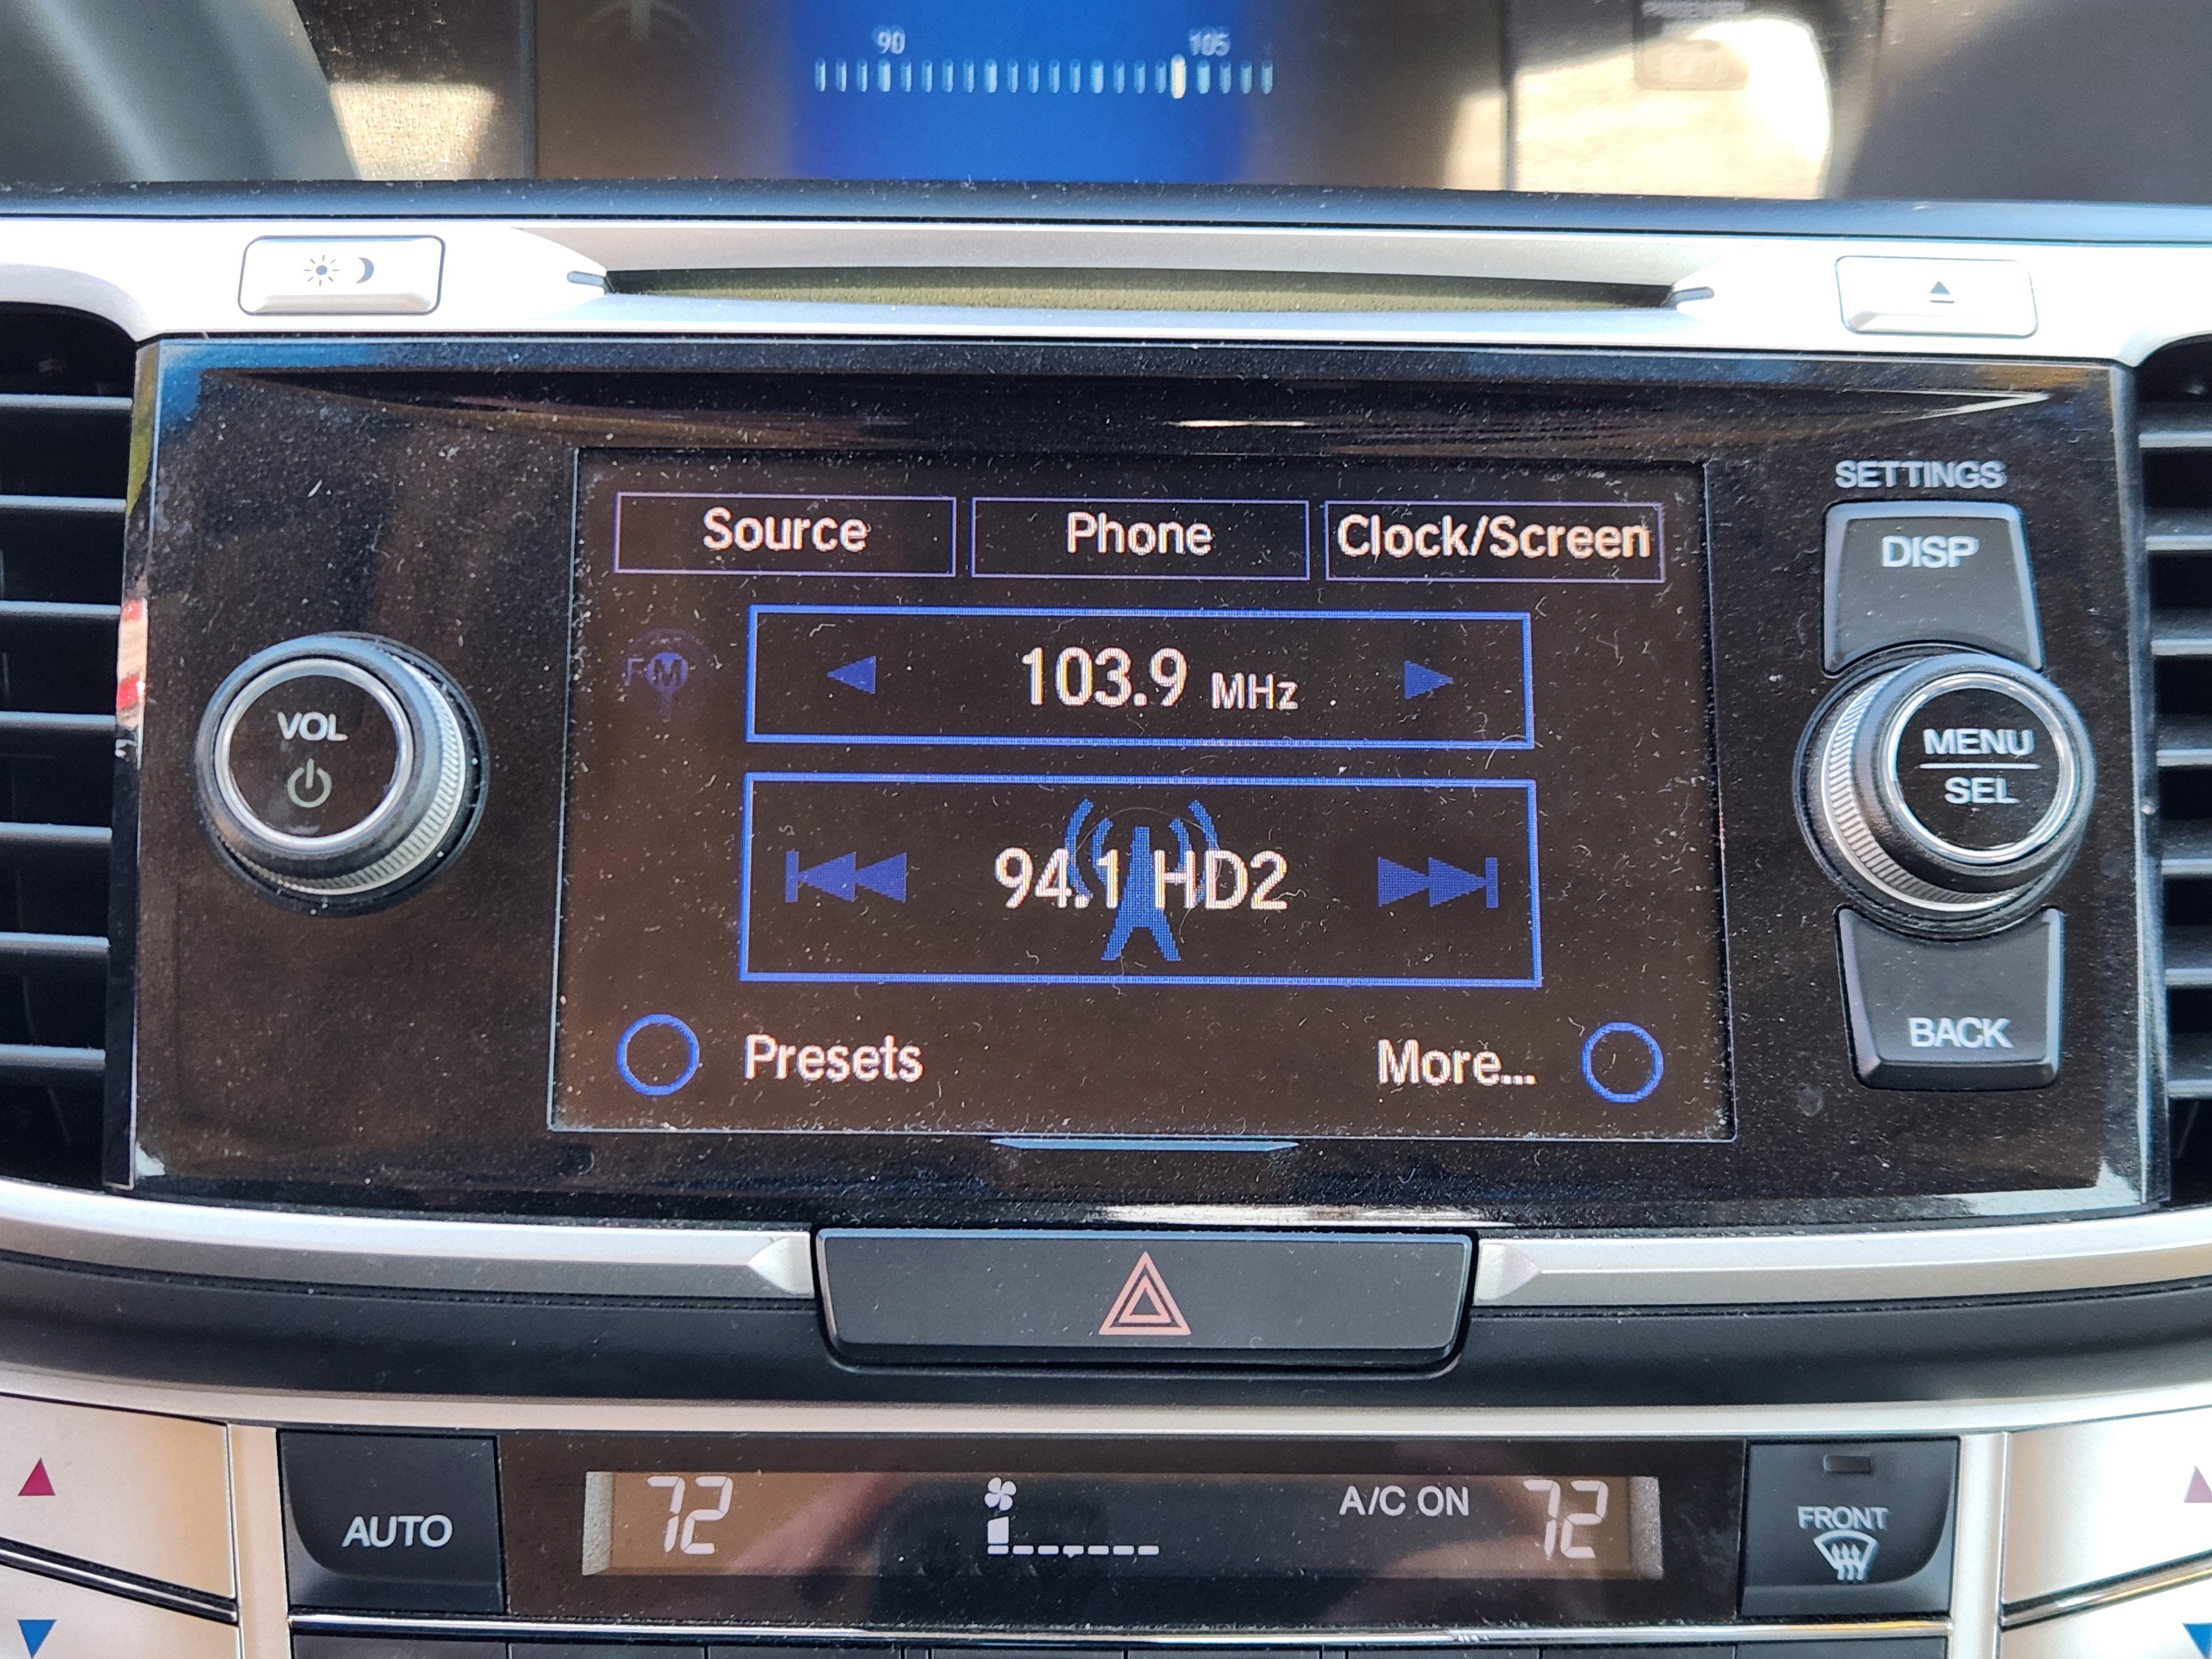 90 105
Source Phone Clock/Screen
SETTINGS
DISP
FM
103.9 MHz
VOL
MENU
SEL
94.1 HD2
Presets More...
BACK
AUTO
72 A/C ON 72
FRONT